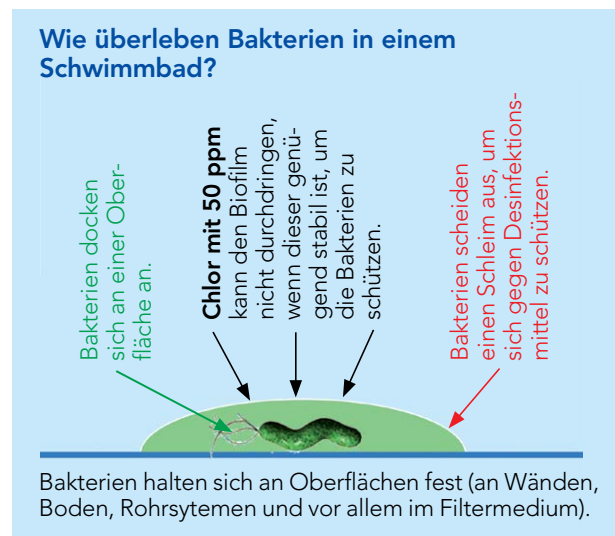 Wie überleben Bakterien in einem
Schwimmbad?
Bakterien docken
sich an einer Ober-
fläche an.
Chlor mit 50 ppm
kann den Biofilm
nicht durchdringen,
wenn dieser genü-
gend stabil ist, um
die Bakterien zu
schützen.
Bakterien scheiden
einen Schleim aus, um
sich gegen Desinfektions-
mittel zu schützen.
Bakterien halten sich an Oberflächen fest (an Wänden,
Boden, Rohrsytemen und vor allem im Filtermedium).